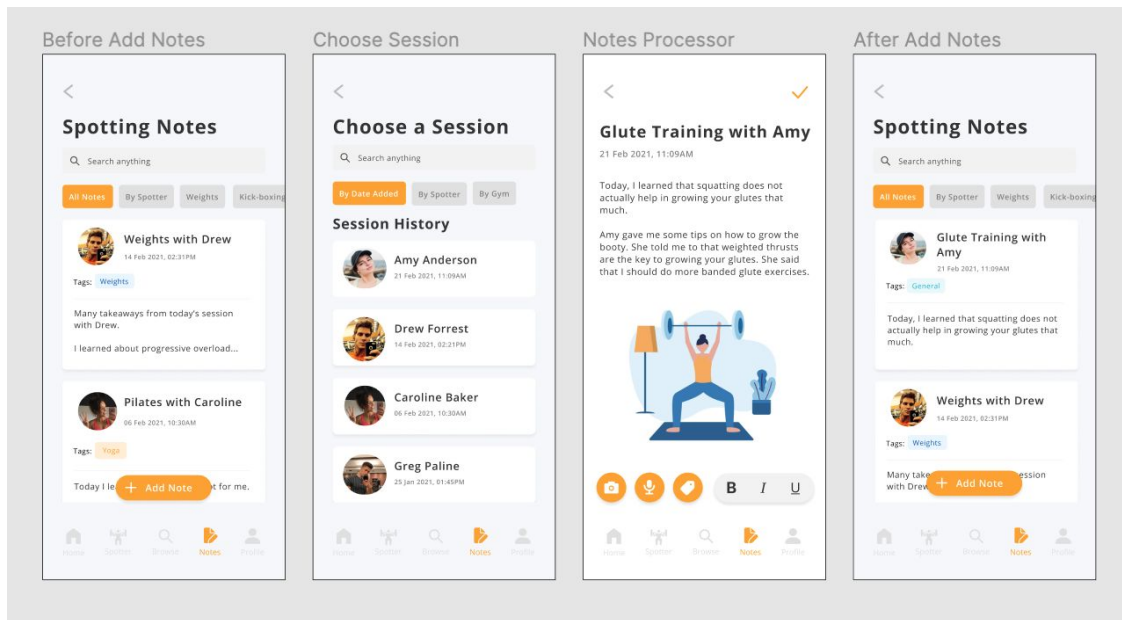 Before Add Notes
Spotting Notes
Search anything
All Notes By Spotter Weights Kick-boxing
Weights with Drew
14 Feb 2021, 02:31PM
Tags: Weights
Many takeaways from today's session
with Drew.
I learned about progressive overload...
Pilates with Caroline
06 Feb 2021, 10:30AM
Tags: Yoga
Today I le
+ Add Note
t for me.
Home Spotter Browse Notes Profile
Choose Session
Choose a Session
Search anything
By Date Added By Spotter By Gym
Session History
Amy Anderson
21 Feb 2021, 11:09AM
Drew Forrest
14 Feb 2021, 02:21PM
Caroline Baker
06 Feb 2021, 10:30AM
Greg Paline
25 Jan 2021, 01:45PM
Home Spotter Browse Notes Profile
Notes Processor
Glute Training with Amy
21 Feb 2021, 11:09AM
Today, I learned that squatting does not
actually help in growing your glutes that
much.
Amy gave me some tips on how to grow the
booty. She told me to that weighted thrusts
are the key to growing your glutes. She said
that I should do more banded glute exercises.
B I U
Home Spotter Browse Notes Profile
After Add Notes
Spotting Notes
Search anything
All Notes By Spotter Weights Kick-boxing
Glute Training with
Amy
21 Feb 2021, 11:09AM
Tags: General
Today, I learned that squatting does not
actually help in growing your glutes that
much.
Weights with Drew
14 Feb 2021, 02:31PM
Tags: Weights
Many take
ession
with Drew
+ Add Note
Home Spotter Browse Notes Profile